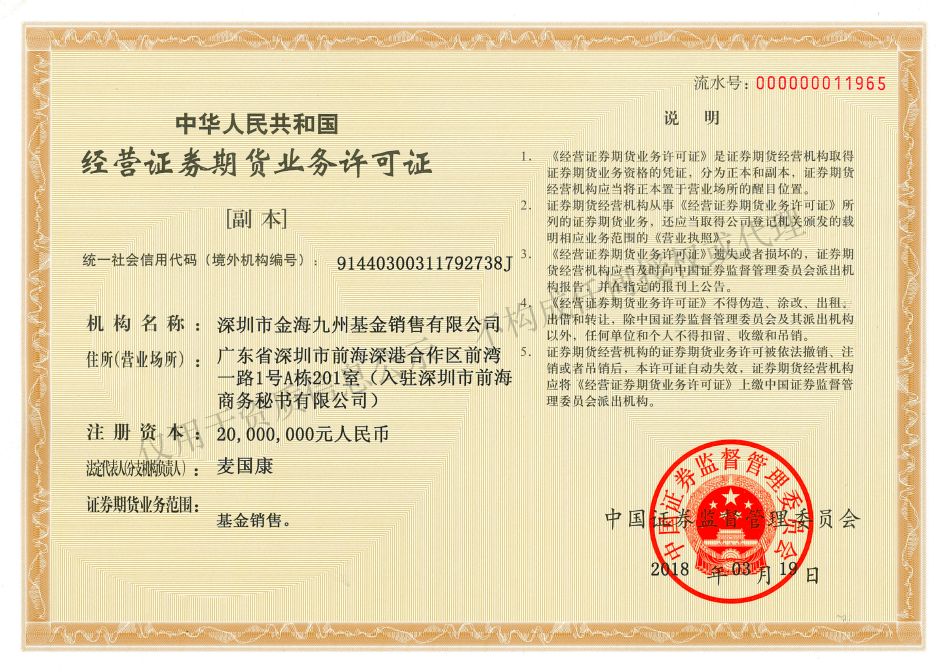 流水号：000000011965
中华人民共和国
经营证券期货业务许可证
[副 本]
统一社会信用代码（境外机构编号）： 91440300311792738J
机构名称： 深圳市金海九州基金销售有限公司
住所(营业场所)： 广东省深圳市前海深港合作区前湾
一路1号A栋201室（入驻深圳市前海
商务秘书有限公司）
注册资本： 20,000,000元人民币
法定代表人(分支机构负责人)： 麦国康
证券期货业务范围：
基金销售。
说 明
1. 《经营证券期货业务许可证》是证券期货经营机构取得
证券期货业务资格的凭证，分为正本和副本，证券期货
经营机构应当将正本置于营业场所的醒目位置。
2. 证券期货经营机构从事《经营证券期货业务许可证》所
列的证券期货业务，还应当取得公司登记机关颁发的载
明相应业务范围的《营业执照》。
3. 《经营证券期货业务许可证》遗失或者损坏的，证券期
货经营机构应当及时向中国证券监督管理委员会派出机
构报告，并在指定的报刊上公告。
4. 《经营证券期货业务许可证》不得伪造、涂改、出租、
出借和转让，除中国证券监督管理委员会及其派出机构
以外，任何单位和个人不得扣留、收缴和吊销。
5. 证券期货经营机构的证券期货业务许可被依法撤销、注
销或者吊销后，本许可证自动失效，证券期货经营机构
应将《经营证券期货业务许可证》上缴中国证券监督管
理委员会派出机构。
中国证券监督管理委员会
中国证券监督管理委员会
2018 年 03 月 19 日